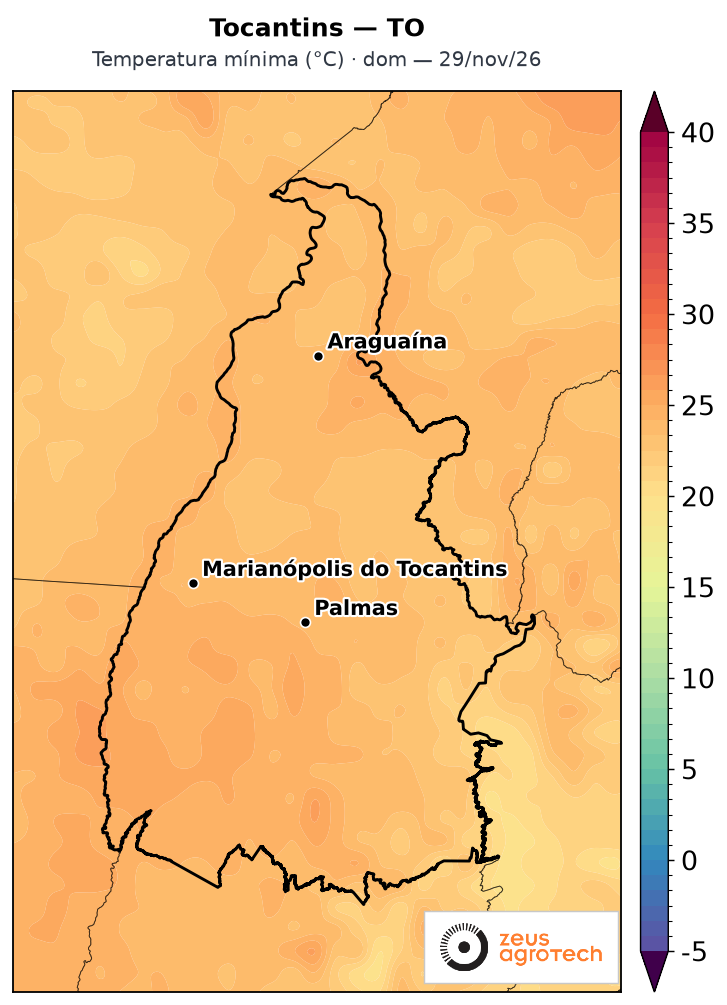 Tocantins — TO
Temperatura mínima (°C) · dom — 29/nov/26
Araguaína
Marianópolis do Tocantins
Palmas
40
35
30
25
20
15
10
5
0
-5
zeus
agrotech